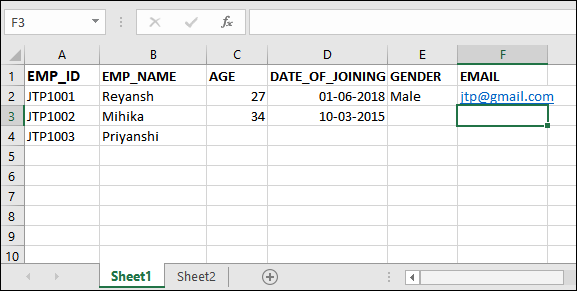 F3 fx
A B C D E F
1 EMP_ID EMP_NAME AGE DATE_OF_JOINING GENDER EMAIL
2 JTP1001 Reyansh 27 01-06-2018 Male jtp@gmail.com
3 JTP1002 Mihika 34 10-03-2015
4 JTP1003 Priyanshi
5
6
7
8
9
10
Sheet1 Sheet2